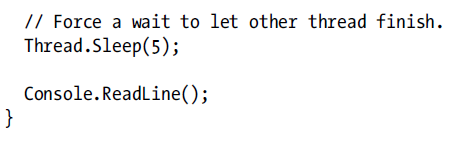 // Force a wait to let other thread finish.
Thread.Sleep(5);
Console.ReadLine();
}